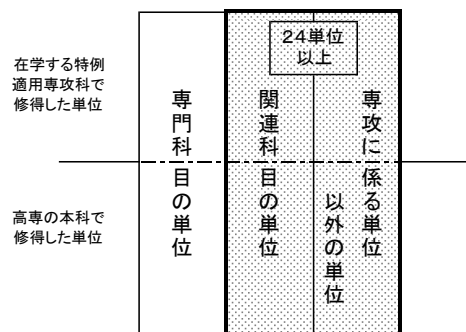 在学する特例
適用専攻科で
修得した単位
高専の本科で
修得した単位
専門科目の単位
関連科目の単位
24単位
以上
専攻に係る単位
以外の単位